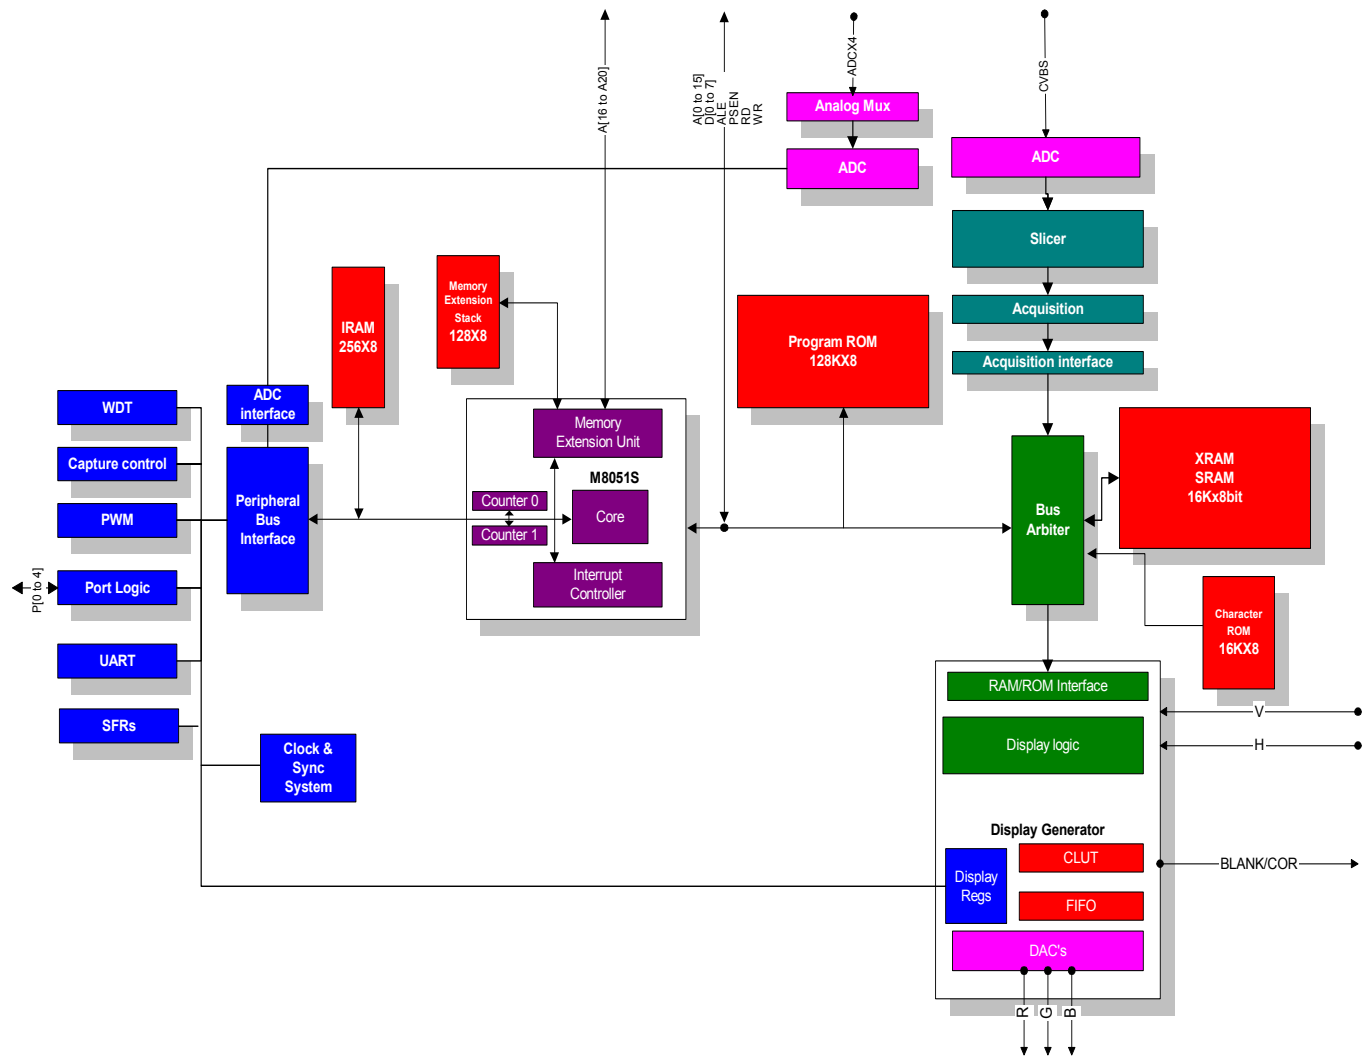 A[16 to A20]
A[0 to 15]
D[0 to 7]
ALE
PSEN
RD
WR
ADCX4
CVBS
Analog Mux
ADC
ADC
Slicer
Acquisition
Acquisition interface
Memory
Extension
Stack
128X8
IRAM
256X8
Program ROM
128KX8
WDT
Capture control
PWM
Port Logic
P[0 to 4]
UART
SFRs
ADC
interface
Peripheral
Bus
Interface
Clock &
Sync
System
Memory
Extension Unit
M8051S
Counter 0
Counter 1
Core
Interrupt
Controller
Bus
Arbiter
XRAM
SRAM
16Kx8bit
Character
ROM
16KX8
RAM/ROM Interface
Display logic
V
H
Display Generator
CLUT
Display
Regs
FIFO
BLANK/COR
DAC's
R
G
B